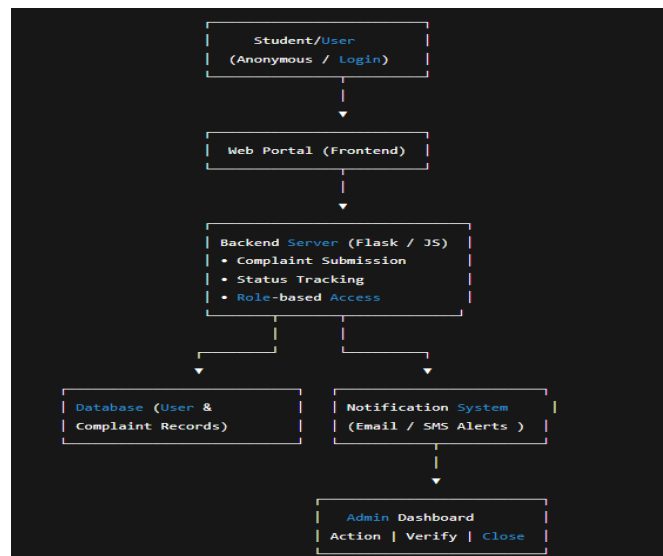 Student/User
(Anonymous / Login)
Web Portal (Frontend)
Backend Server (Flask / JS)
• Complaint Submission
• Status Tracking
• Role-based Access
Database (User &
Complaint Records)
Notification System
(Email / SMS Alerts )
Admin Dashboard
Action | Verify | Close